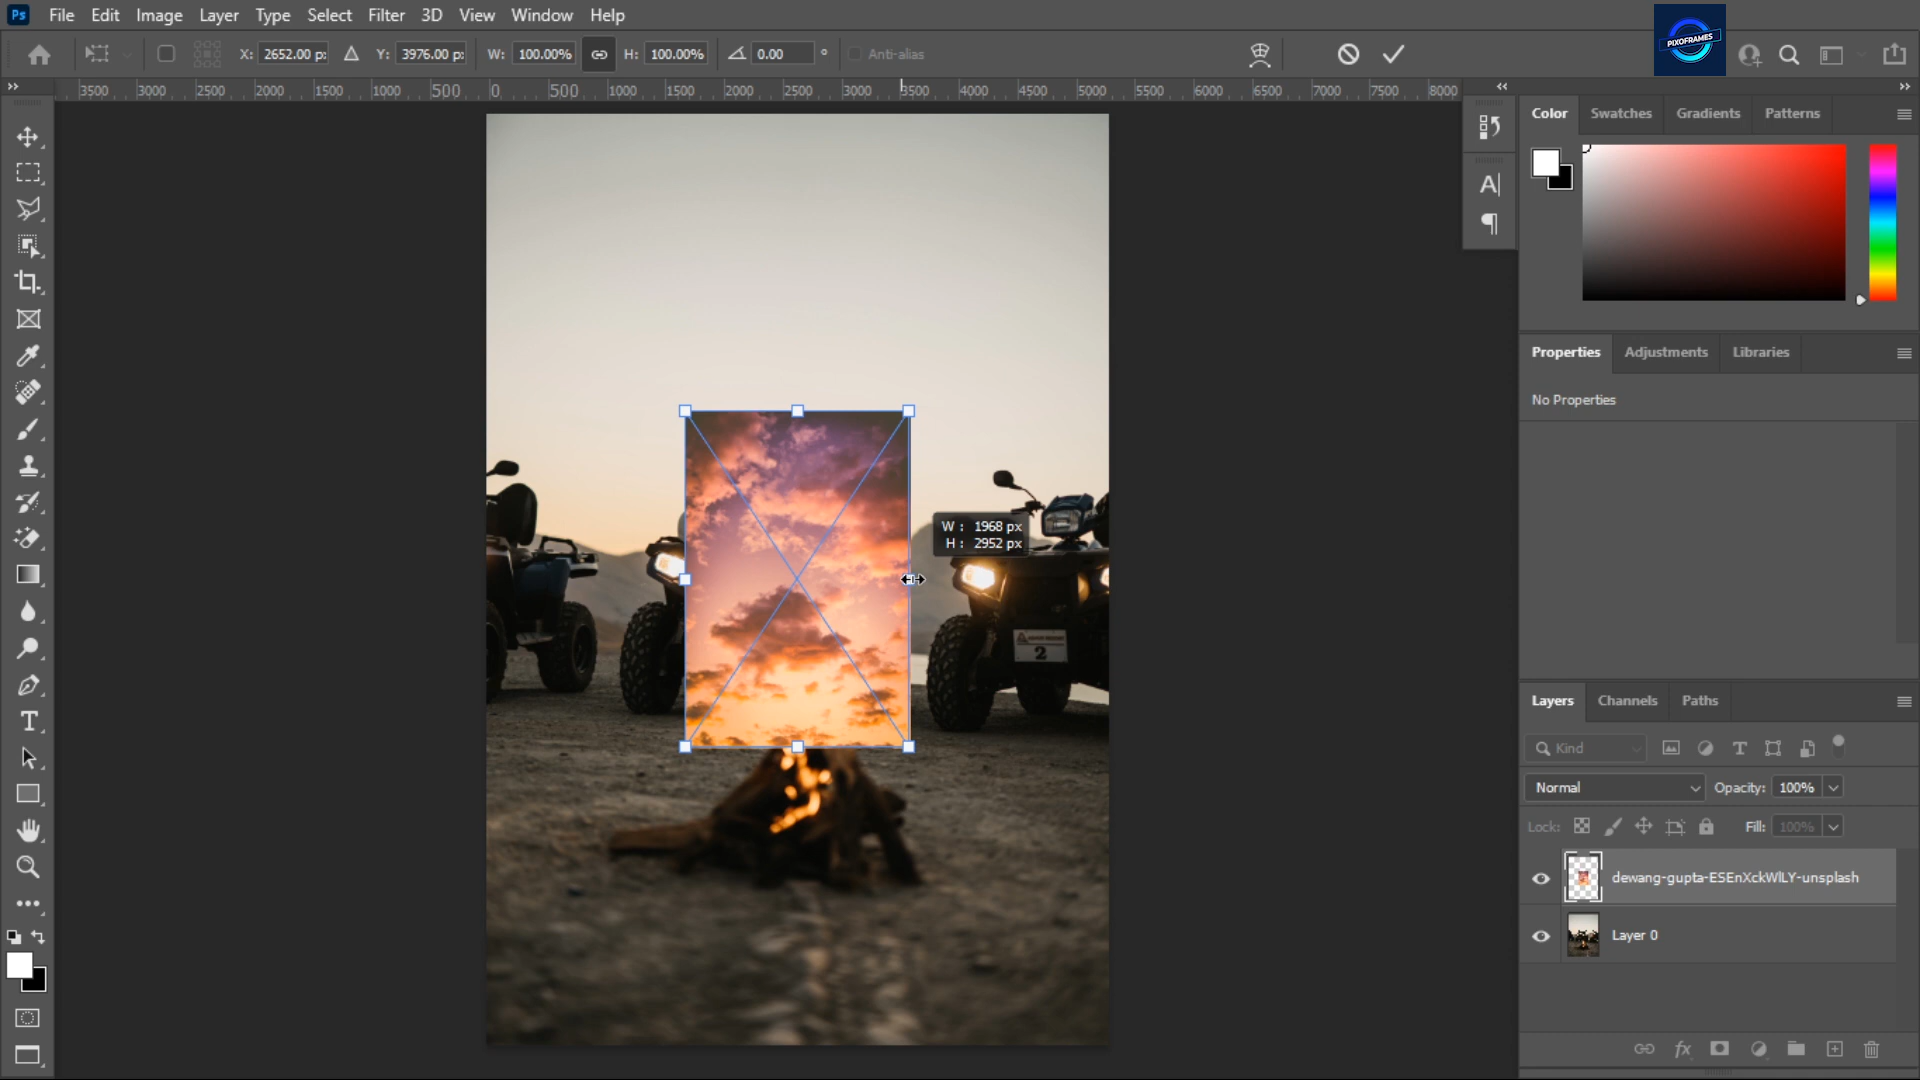 Ps File Edit Image Layer Type Select Filter 3D View Window Help
PIXOFRAMES
X: 2652.00 p Y: 3976.00 p W: 100.00% H: 100.00% 0.00 ° Anti-alias
3500 3000 2500 2000 1500 1000 500 0 500 1000 1500 2000 2500 3000 3500 4000 4500 5000 5500 6000 6500 7000 7500 8000
Color Swatches Gradients Patterns
Properties Adjustments Libraries
No Properties
W : 1968 px
H : 2952 px
2
Layers Channels Paths
Kind
Normal Opacity: 100%
Lock: Fill: 100%
dewang-gupta-ESEnXckWlLY-unsplash
Layer 0
fx